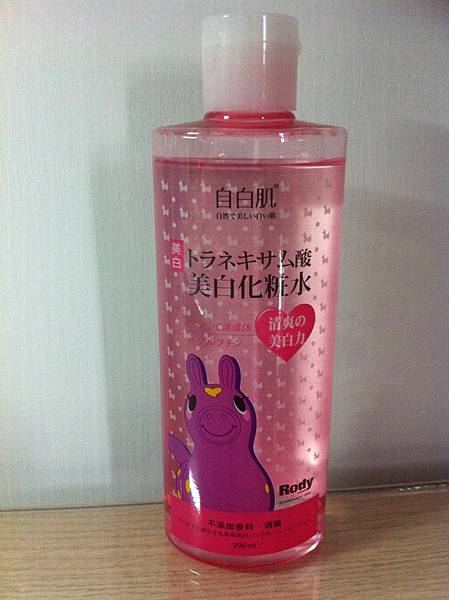 自白肌®
自然で美しい白い肌
美白
トラネキサム酸
美白化粧水
清爽の
美白力
Rody
不添加香料・酒精
290ml